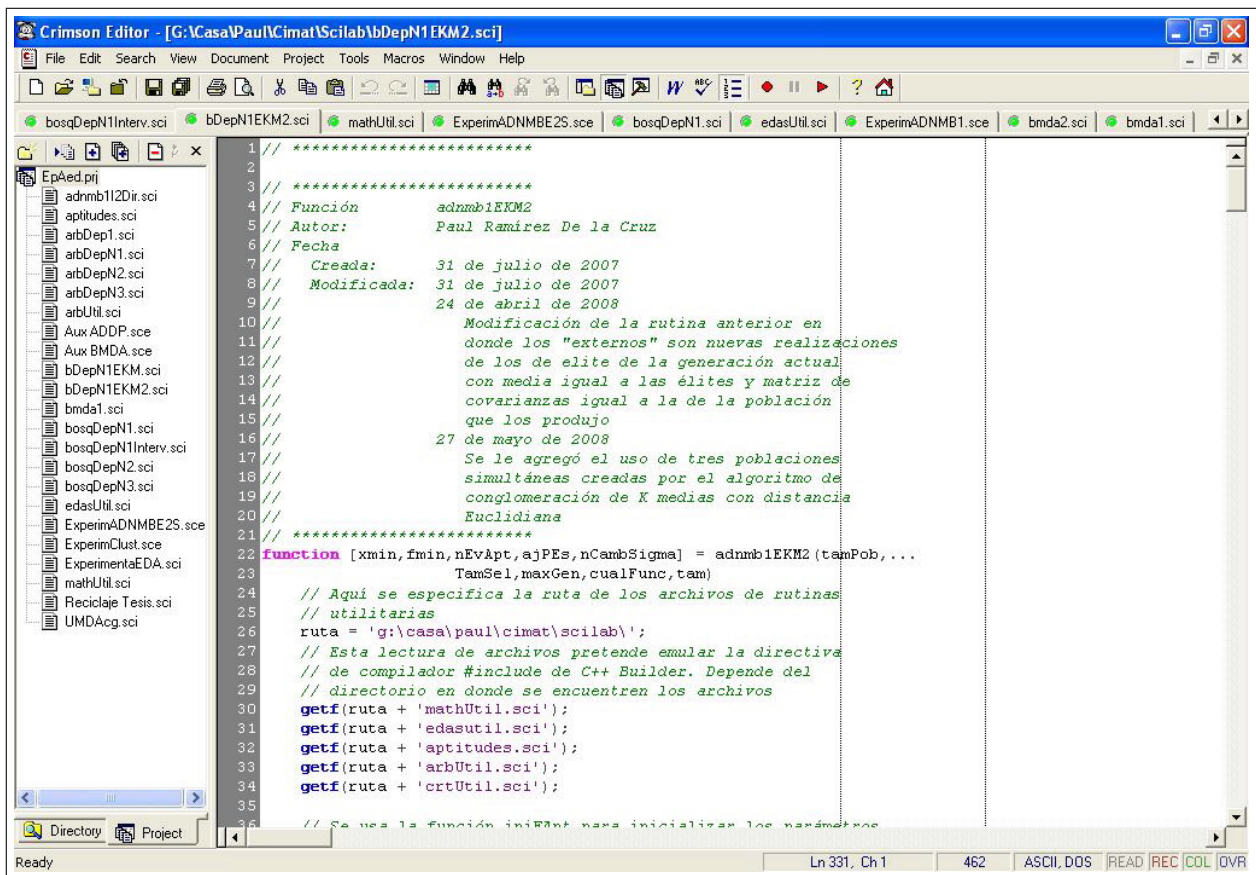 Crimson Editor - [G:\Casa\Paul\Cimat\Scilab\bDepN1EKM2.sci]
File Edit Search View Document Project Tools Macros Window Help
bosqDepN1Interv.sci bDepN1EKM2.sci mathUtil.sci ExperimADNMBE2S.sce bosqDepN1.sci edasUtil.sci ExperimADNMB1.sce bmda2.sci bmda1.sci
EpAed.prj
adnmb1I2Dir.sci
aptitudes.sci
arbDep1.sci
arbDepN1.sci
arbDepN2.sci
arbDepN3.sci
arbUtil.sci
Aux ADDP.sce
Aux BMDA.sce
bDepN1EKM.sci
bDepN1EKM2.sci
bmda1.sci
bosqDepN1.sci
bosqDepN1Interv.sci
bosqDepN2.sci
bosqDepN3.sci
edasUtil.sci
ExperimADNMBE2S.sce
ExperimClust.sce
ExperimentaEDA.sci
mathUtil.sci
Reciclaje Tesis.sci
UMDAcg.sci
Directory Project
1 // **************************
2
3 // **************************
4 // Función adnmb1EKM2
5 // Autor: Paul Ramírez De la Cruz
6 // Fecha
7 // Creada: 31 de julio de 2007
8 // Modificada: 31 de julio de 2007
9 // 24 de abril de 2008
10 // Modificación de la rutina anterior en
11 // donde los "externos" son nuevas realizaciones
12 // de los de elite de la generación actual
13 // con media igual a las élites y matriz de
14 // covarianzas igual a la de la población
15 // que los produjo
16 // 27 de mayo de 2008
17 // Se le agregó el uso de tres poblaciones
18 // simultáneas creadas por el algoritmo de
19 // conglomeración de K medias con distancia
20 // Euclidiana
21 // **************************
22 function [xmin,fmin,nEvApt,ajPEs,nCambSigma] = adnmb1EKM2(tamPob,...
23 TamSel,maxGen,cualFunc,tam)
24 // Aquí se especifica la ruta de los archivos de rutinas
25 // utilitarias
26 ruta = 'g:\casa\paul\cimat\scilab\';
27 // Esta lectura de archivos pretende emular la directiva
28 // de compilador #include de C++ Builder. Depende del
29 // directorio en donde se encuentren los archivos
30 getf(ruta + 'mathUtil.sci');
31 getf(ruta + 'edasutil.sci');
32 getf(ruta + 'aptitudes.sci');
33 getf(ruta + 'arbUtil.sci');
34 getf(ruta + 'crtUtil.sci');
35
36 // Se usa la función iniFApt para inicializar los parámetros
Ready Ln 331, Ch 1 462 ASCII, DOS READ REC COL OVR